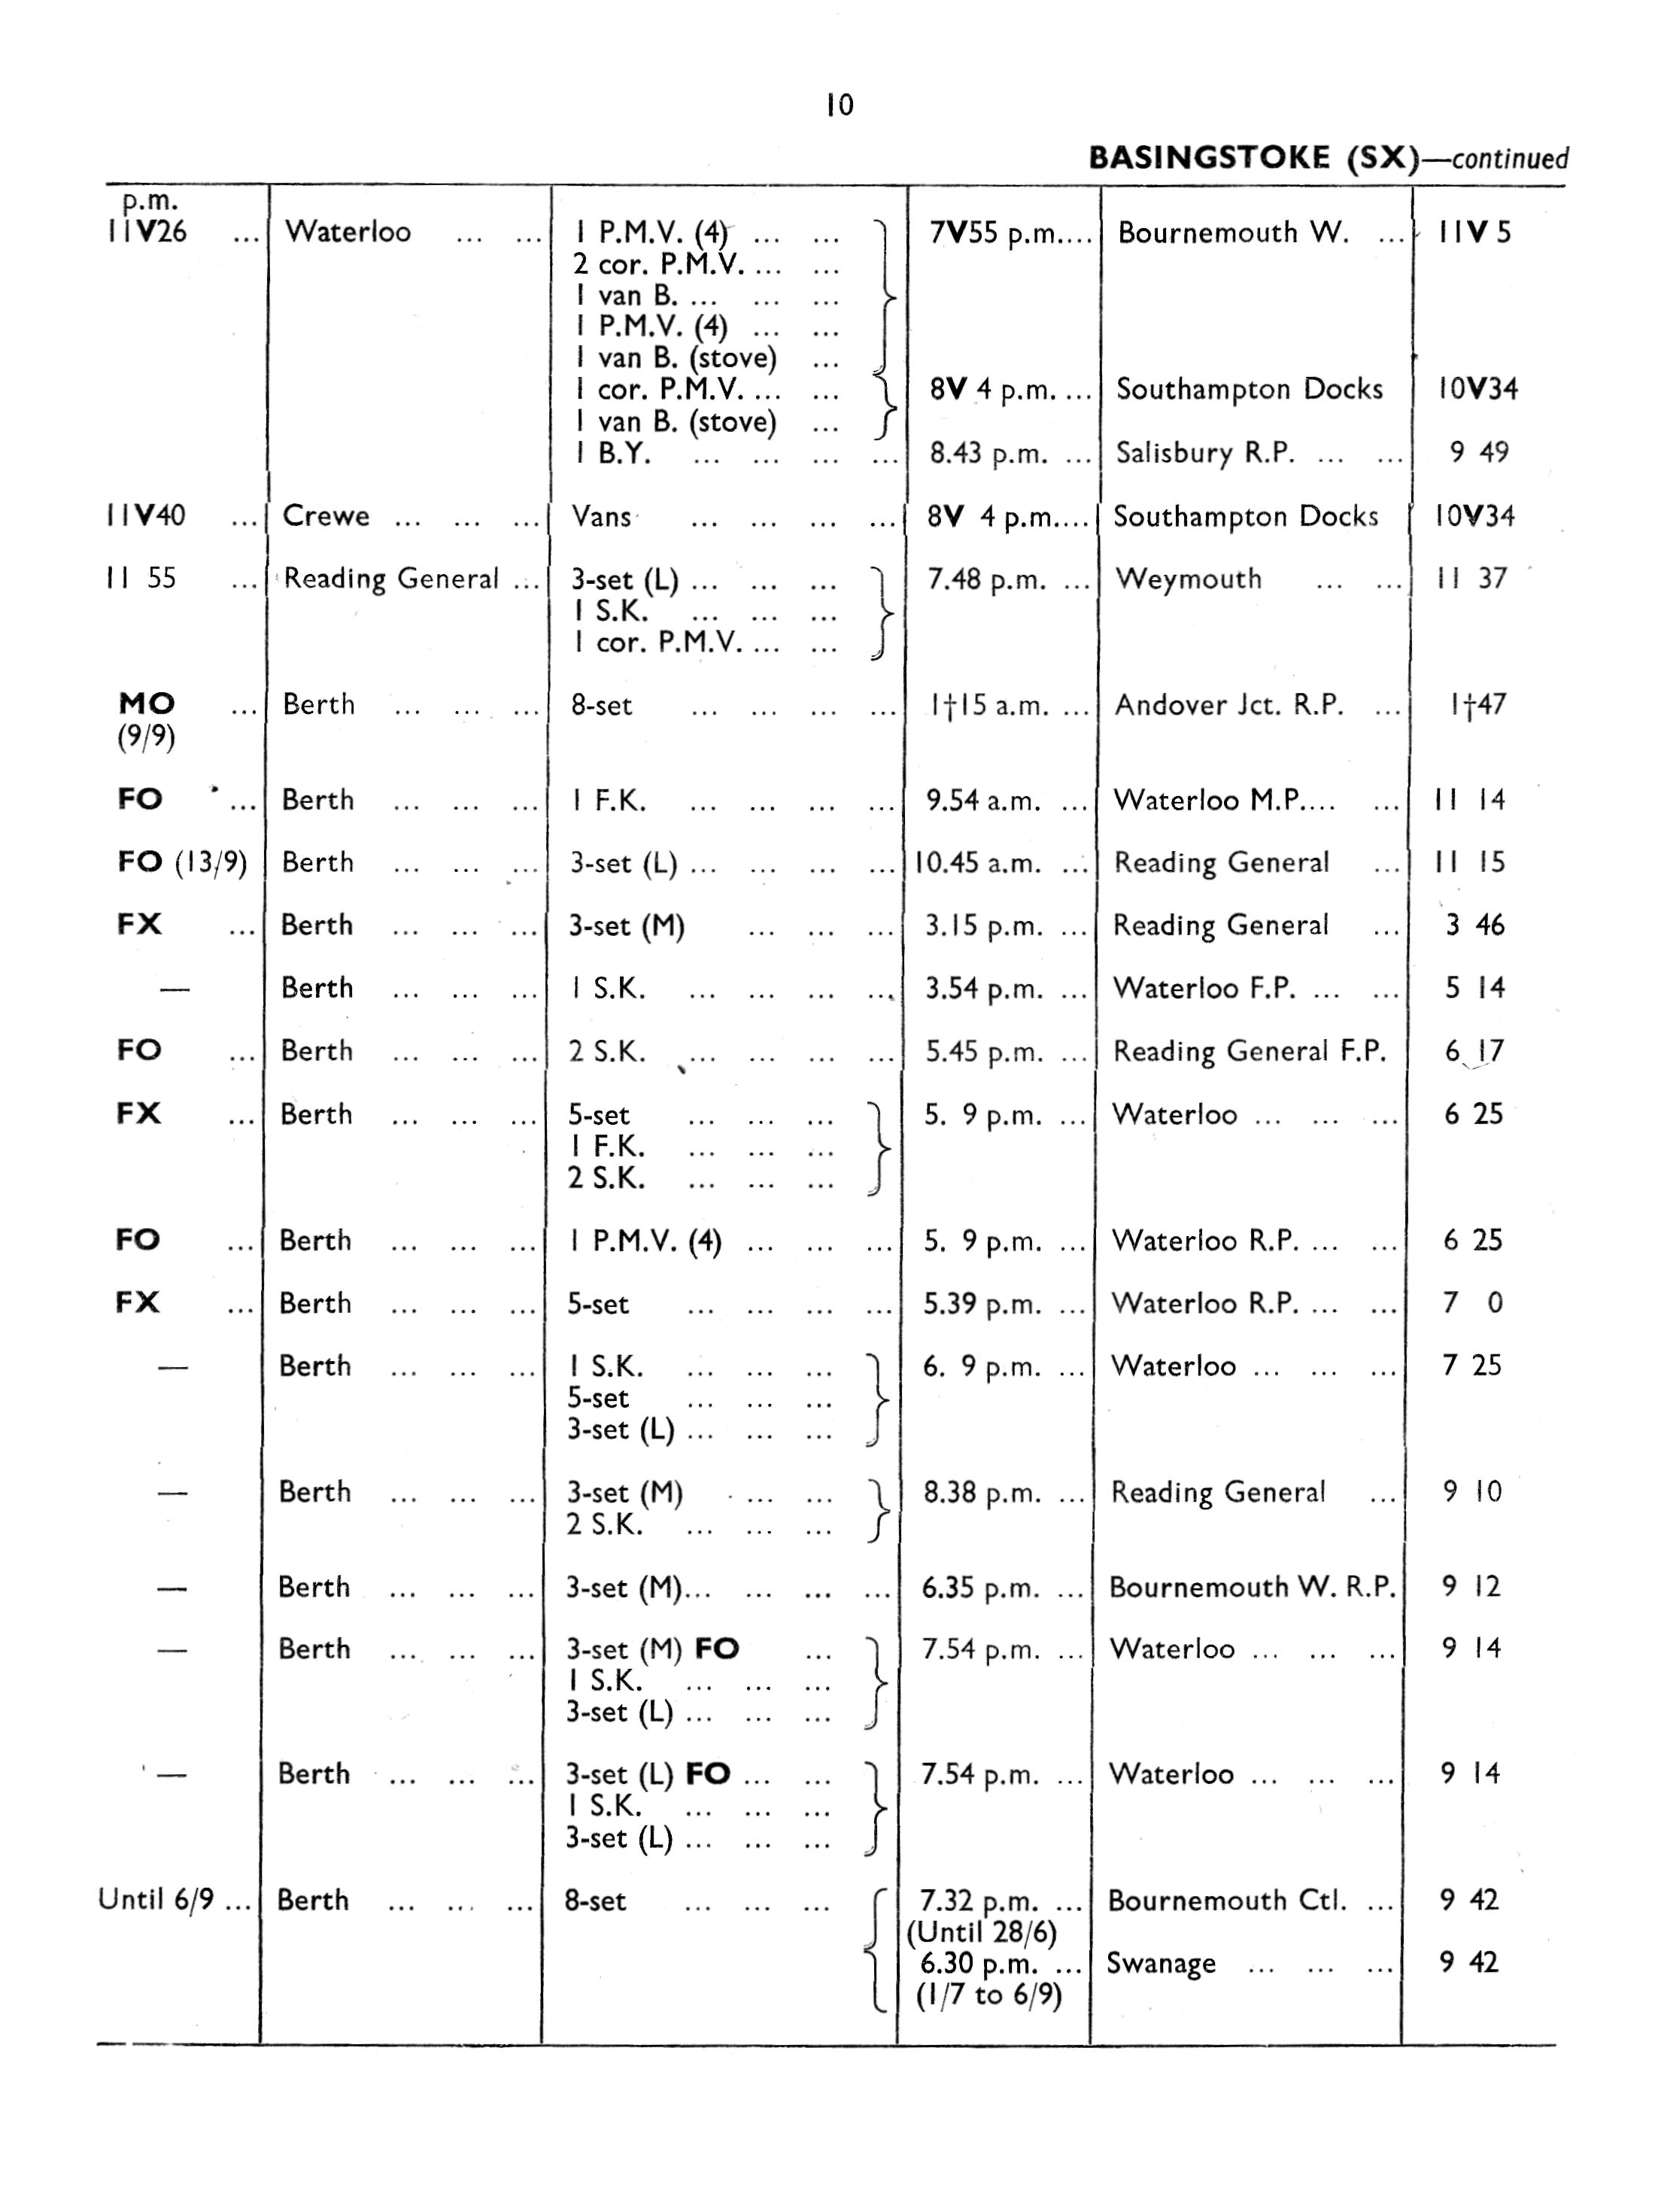 10
BASINGSTOKE (SX)—continued
p.m.
11V26 ... Waterloo ... ... 1 P.M.V. (4) ... ... 7V55 p.m.... Bournemouth W. ... 11V 5
2 cor. P.M.V. ... ...
1 van B. ... ... ...
1 P.M.V. (4) ... ...
1 van B. (stove) ...
1 cor. P.M.V. ... ... 8V 4 p.m. ... Southampton Docks 10V34
1 van B. (stove) ...
1 B.Y. ... ... ... ... 8.43 p.m. ... Salisbury R.P. ... ... 9 49
11V40 ... Crewe ... ... ... Vans ... ... ... ... 8V 4 p.m.... Southampton Docks 10V34
11 55 ... Reading General ... 3-set (L) ... ... ... 7.48 p.m. ... Weymouth ... ... 11 37
1 S.K. ... ... ...
1 cor. P.M.V. ... ...
MO ... Berth ... ... ... 8-set ... ... ... ... 1†15 a.m. ... Andover Jct. R.P. ... 1†47
(9/9)
FO ... Berth ... ... ... 1 F.K. ... ... ... ... 9.54 a.m. ... Waterloo M.P.... ... 11 14
FO (13/9) Berth ... ... ... 3-set (L) ... ... ... ... 10.45 a.m. ... Reading General ... 11 15
FX ... Berth ... ... ... 3-set (M) ... ... ... 3.15 p.m. ... Reading General ... 3 46
— Berth ... ... ... 1 S.K. ... ... ... ... 3.54 p.m. ... Waterloo F.P. ... ... 5 14
FO ... Berth ... ... ... 2 S.K. ... ... ... ... 5.45 p.m. ... Reading General F.P. 6 17
FX ... Berth ... ... ... 5-set ... ... ... 5. 9 p.m. ... Waterloo ... ... ... 6 25
1 F.K. ... ... ...
2 S.K. ... ... ...
FO ... Berth ... ... ... 1 P.M.V. (4) ... ... ... 5. 9 p.m. ... Waterloo R.P. ... ... 6 25
FX ... Berth ... ... ... 5-set ... ... ... ... 5.39 p.m. ... Waterloo R.P. ... ... 7 0
— Berth ... ... ... 1 S.K. ... ... ... 6. 9 p.m. ... Waterloo ... ... ... 7 25
5-set ... ... ...
3-set (L) ... ... ...
— Berth ... ... ... 3-set (M) ... ... 8.38 p.m. ... Reading General ... 9 10
2 S.K. ... ... ...
— Berth ... ... ... 3-set (M)... ... ... ... 6.35 p.m. ... Bournemouth W. R.P. 9 12
— Berth ... ... ... 3-set (M) FO ... 7.54 p.m. ... Waterloo ... ... ... 9 14
1 S.K. ... ... ...
3-set (L) ... ... ...
— Berth ... ... ... 3-set (L) FO ... ... 7.54 p.m. ... Waterloo ... ... ... 9 14
1 S.K. ... ... ...
3-set (L) ... ... ...
Until 6/9 ... Berth ... ... ... 8-set ... ... ... 7.32 p.m. ... Bournemouth Ctl. ... 9 42
(Until 28/6)
6.30 p.m. ... Swanage ... ... ... 9 42
(1/7 to 6/9)